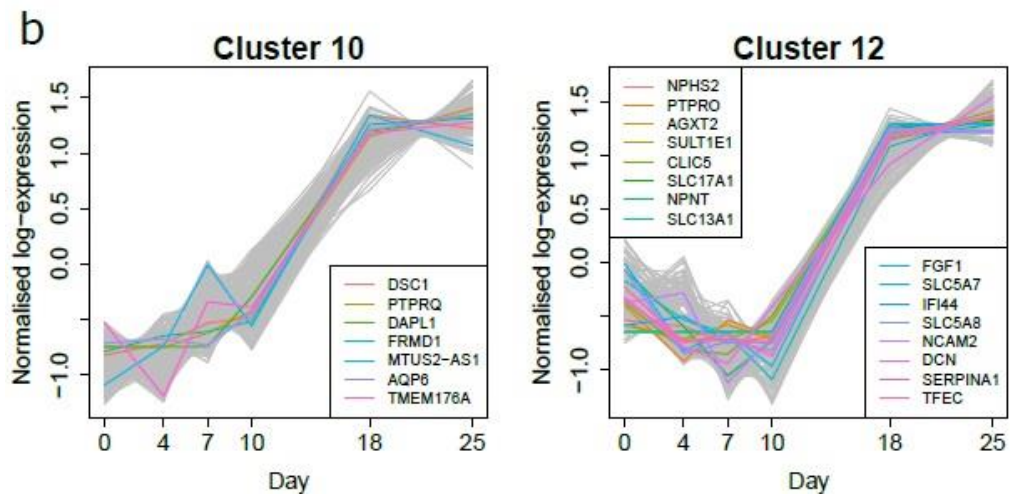 b
Cluster 10
Normalised log−expression
1.5
1.0
0.5
0.0
−1.0
DSC1
PTPRQ
DAPL1
FRMD1
MTUS2−AS1
AQP6
TMEM176A
0 4 7 10 18 25
Day
Cluster 12
Normalised log−expression
1.5
1.0
0.5
0.0
−1.0
NPHS2
PTPRO
AGXT2
SULT1E1
CLIC5
SLC17A1
NPNT
SLC13A1
FGF1
SLC5A7
IFI44
SLC5A8
NCAM2
DCN
SERPINA1
TFEC
0 4 7 10 18 25
Day